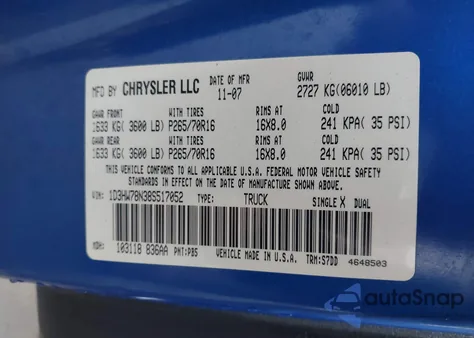 MFD BY CHRYSLER LLC DATE OF MFR 11-07 GVWR 2727 KG(06010 LB)
GAWR FRONT WITH TIRES RIMS AT COLD
1633 KG( 3600 LB) P265/70R16 16X8.0 241 KPA( 35 PSI)
GAWR REAR WITH TIRES RIMS AT COLD
1633 KG( 3600 LB) P265/70R16 16X8.0 241 KPA( 35 PSI)
THIS VEHICLE CONFORMS TO ALL APPLICABLE U.S.A. FEDERAL MOTOR VEHICLE SAFETY
STANDARDS IN EFFECT ON THE DATE OF MANUFACTURE SHOWN ABOVE.
VIN: 1D3HW78N38S517052 TYPE: TRUCK SINGLE X DUAL
MDH: 103118 836AA PNT:PBS VEHICLE MADE IN U.S.A. TRM:S7DD 4648503
autoSnap